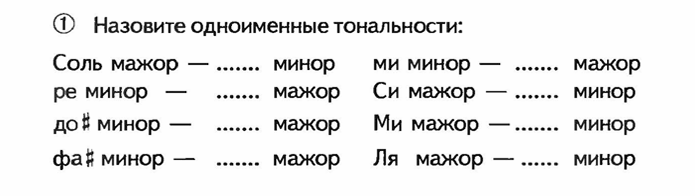 ① Назовите одноименные тональности:
Соль мажор — ....... минор ми минор — ....... мажор
ре минор — ....... мажор Си мажор — ....... минор
до♯ минор — ....... мажор Ми мажор — ....... минор
фа♯ минор — ....... мажор Ля мажор — ...... минор